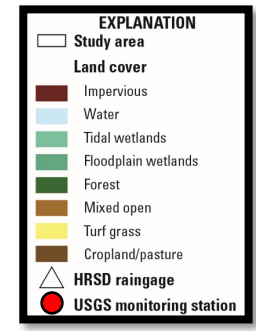 EXPLANATION
Study area
Land cover
Impervious
Water
Tidal wetlands
Floodplain wetlands
Forest
Mixed open
Turf grass
Cropland/pasture
HRSD raingage
USGS monitoring station